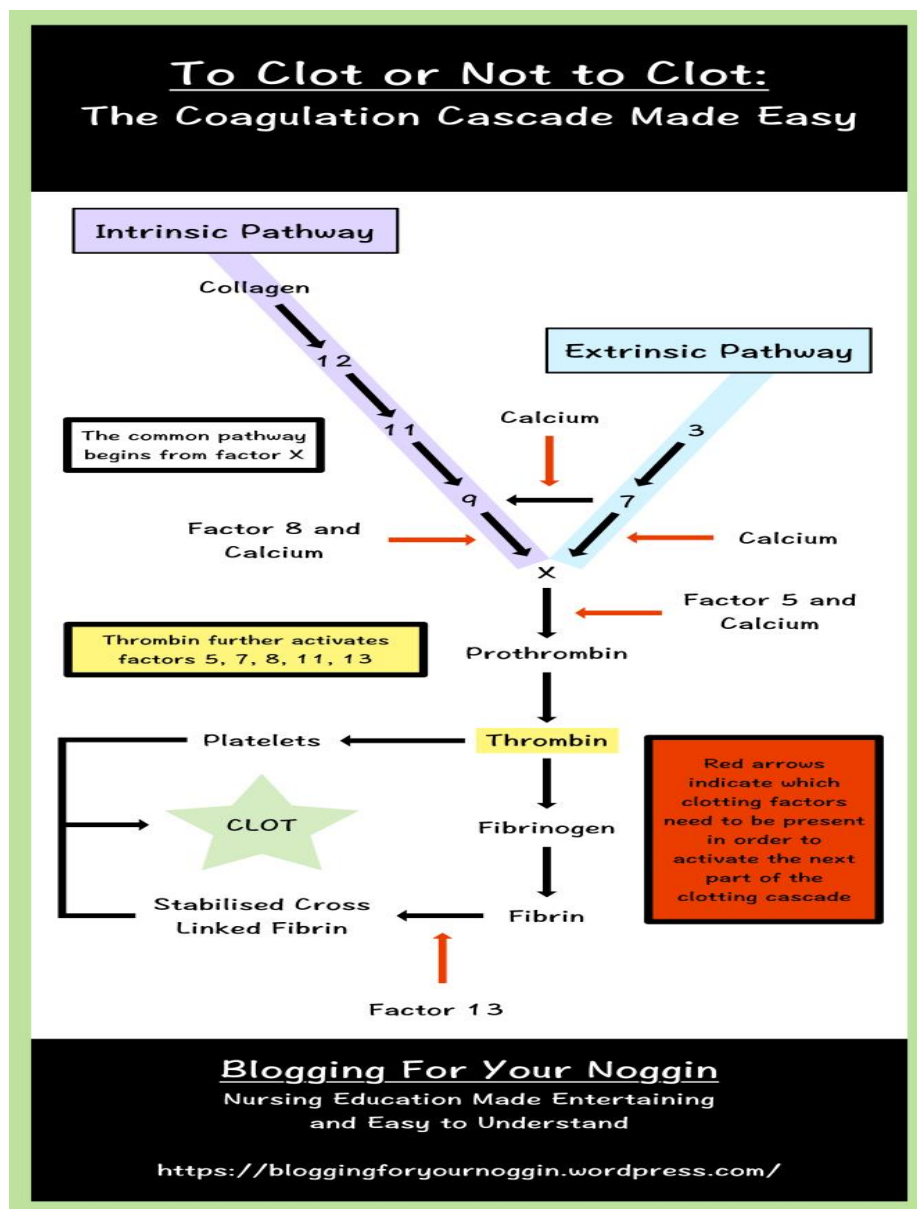 To Clot or Not to Clot:
The Coagulation Cascade Made Easy
Intrinsic Pathway
Collagen
12
11
9
Extrinsic Pathway
3
7
Calcium
The common pathway
begins from factor X
Factor 8 and
Calcium
Calcium
X
Factor 5 and
Calcium
Thrombin further activates
factors 5, 7, 8, 11, 13
Prothrombin
Platelets
Thrombin
CLOT
Fibrinogen
Red arrows
indicate which
clotting factors
need to be present
in order to
activate the next
part of the
clotting cascade
Stabilised Cross
Linked Fibrin
Fibrin
Factor 13
Blogging For Your Noggin
Nursing Education Made Entertaining
and Easy to Understand
https://bloggingforyournoggin.wordpress.com/